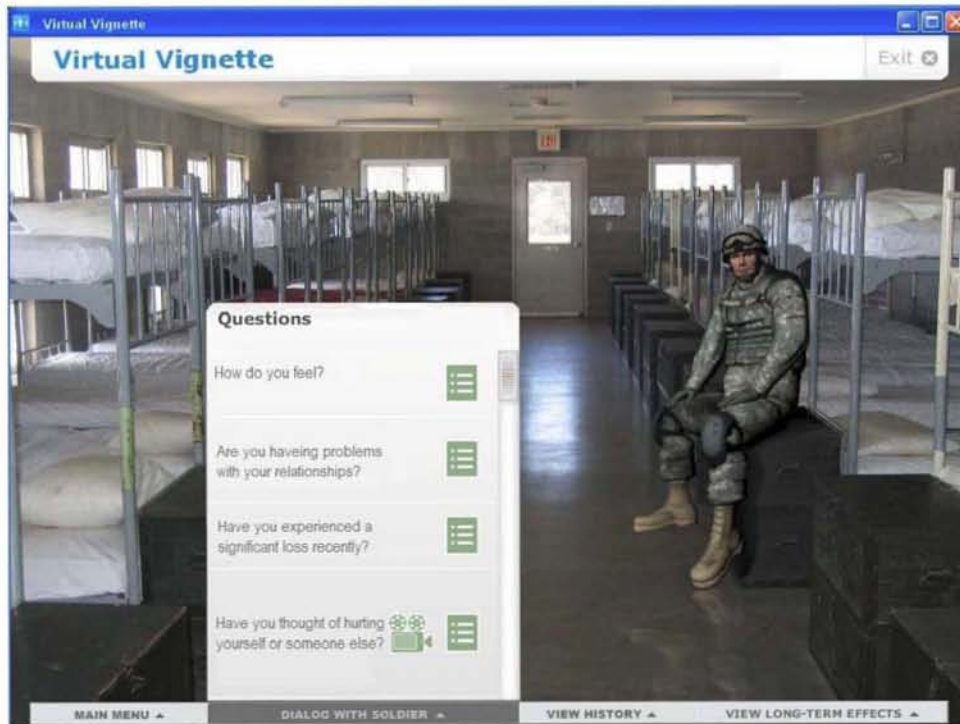 Virtual Vignette
Virtual Vignette
Exit
EXIT
Questions
How do you feel?
Are you haveing problems
with your relationships?
Have you experienced a
significant loss recently?
Have you thought of hurting
yourself or someone else?
MAIN MENU
DIALOG WITH SOLDIER
VIEW HISTORY
VIEW LONG-TERM EFFECTS